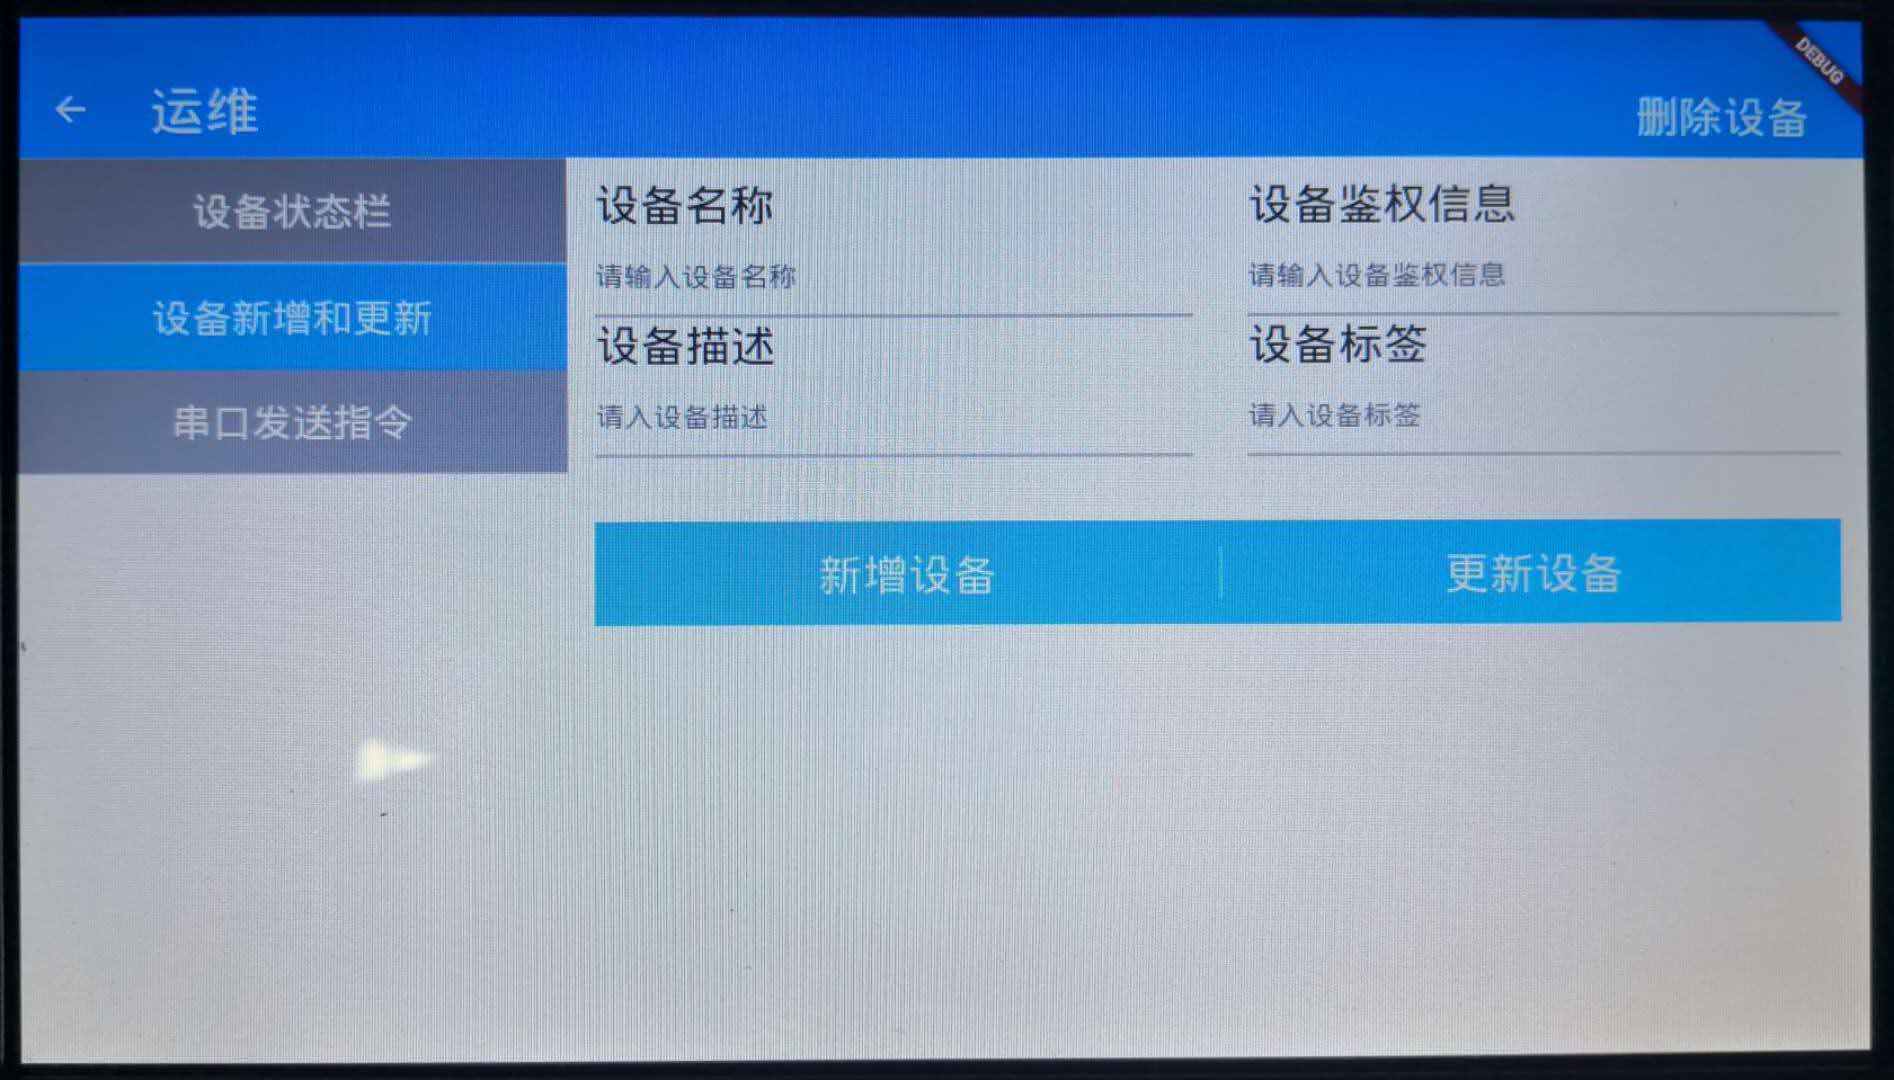 运维
删除设备
DEBUG
设备状态栏
设备新增和更新
串口发送指令
设备名称
请输入设备名称
设备鉴权信息
请输入设备鉴权信息
设备描述
请入设备描述
设备标签
请入设备标签
新增设备
更新设备